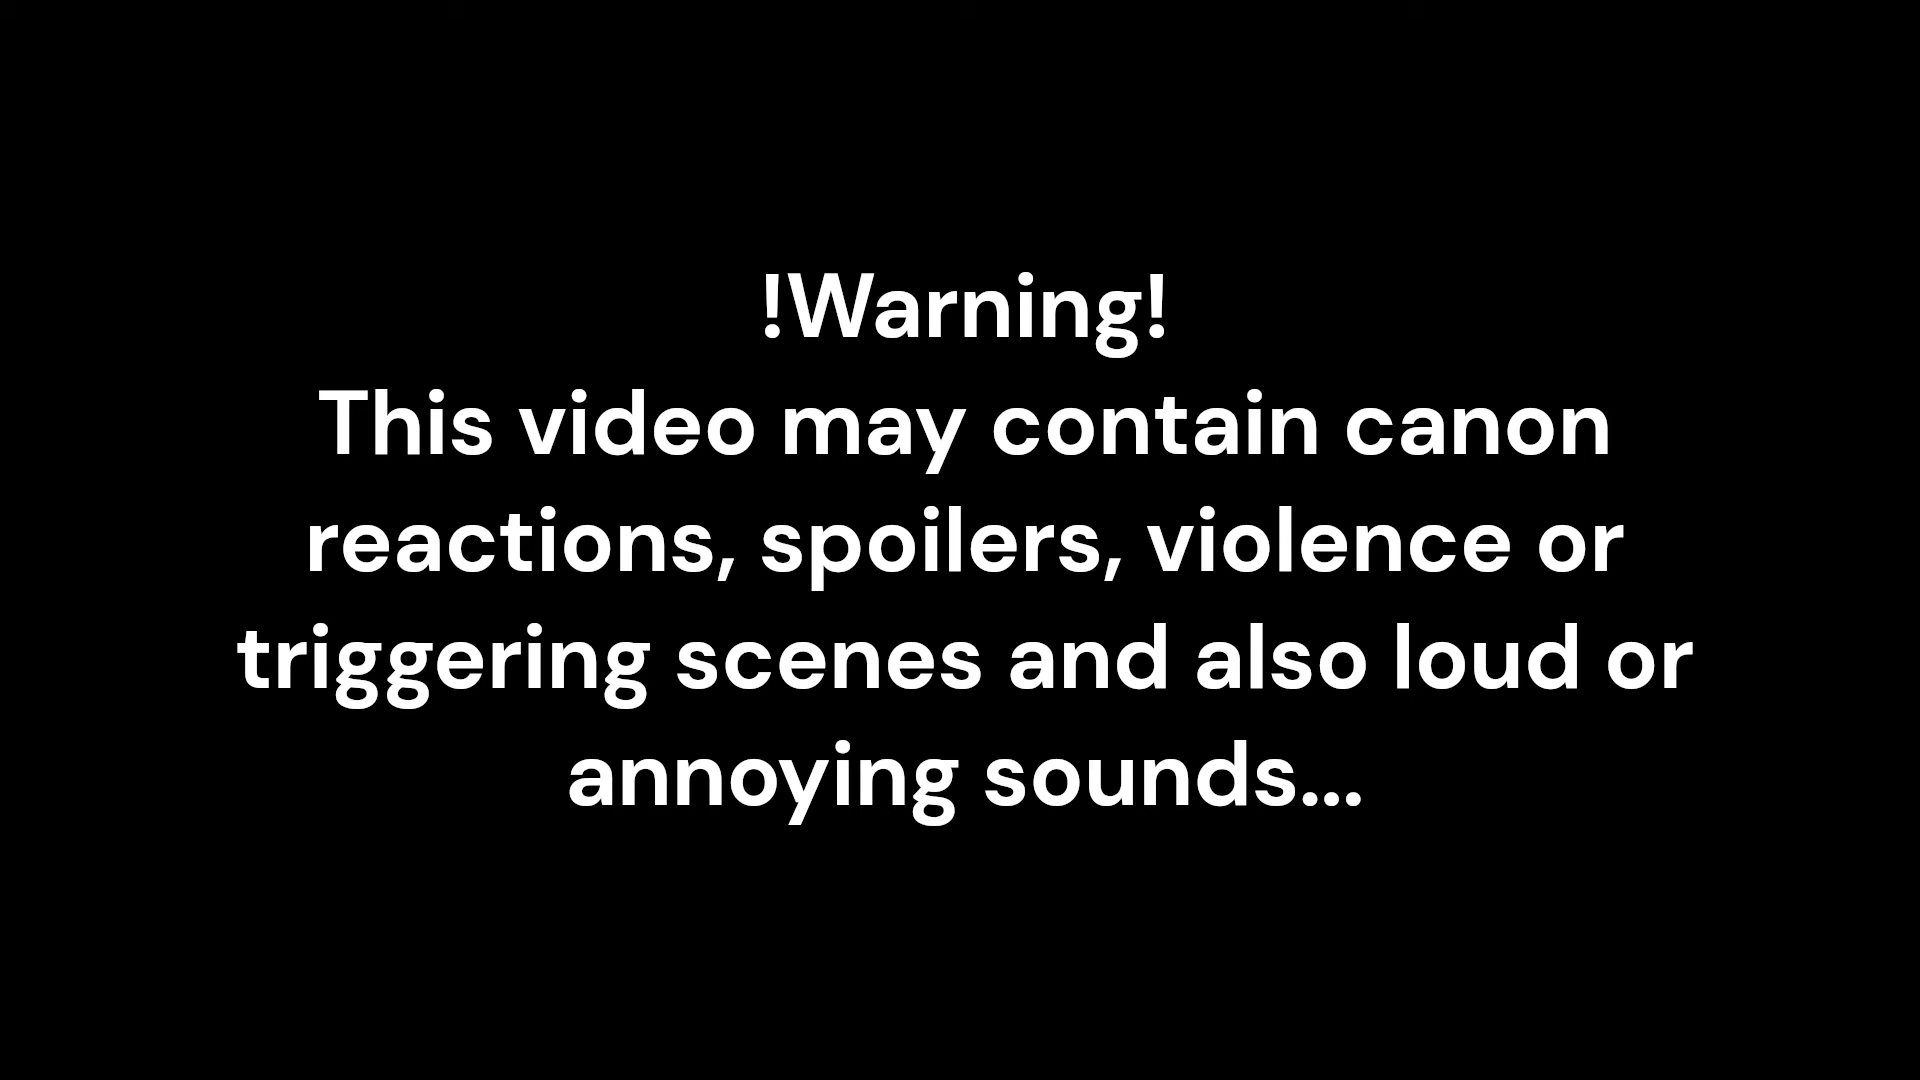 !Warning!
This video may contain canon
reactions, spoilers, violence or
triggering scenes and also loud or
annoying sounds...